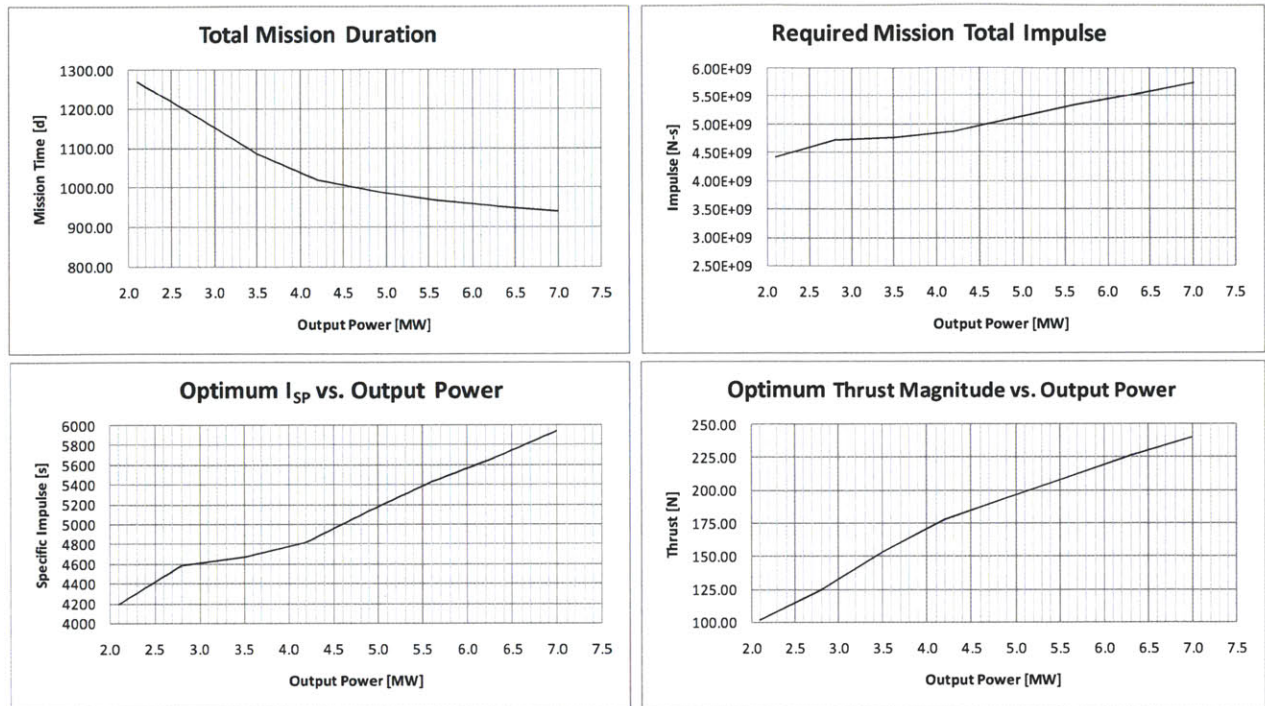 Total Mission Duration
Mission Time [d]
1300.00
1200.00
1100.00
1000.00
900.00
800.00
2.0 2.5 3.0 3.5 4.0 4.5 5.0 5.5 6.0 6.5 7.0 7.5
Output Power [MW]
Required Mission Total Impulse
Impulse [N-s]
6.00E+09
5.50E+09
5.00E+09
4.50E+09
4.00E+09
3.50E+09
3.00E+09
2.50E+09
2.0 2.5 3.0 3.5 4.0 4.5 5.0 5.5 6.0 6.5 7.0 7.5
Output Power [MW]
Optimum ISP vs. Output Power
Specific Impulse [s]
6000
5800
5600
5400
5200
5000
4800
4600
4400
4200
4000
2.0 2.5 3.0 3.5 4.0 4.5 5.0 5.5 6.0 6.5 7.0 7.5
Output Power [MW]
Optimum Thrust Magnitude vs. Output Power
Thrust [N]
250.00
225.00
200.00
175.00
150.00
125.00
100.00
2.0 2.5 3.0 3.5 4.0 4.5 5.0 5.5 6.0 6.5 7.0 7.5
Output Power [MW]